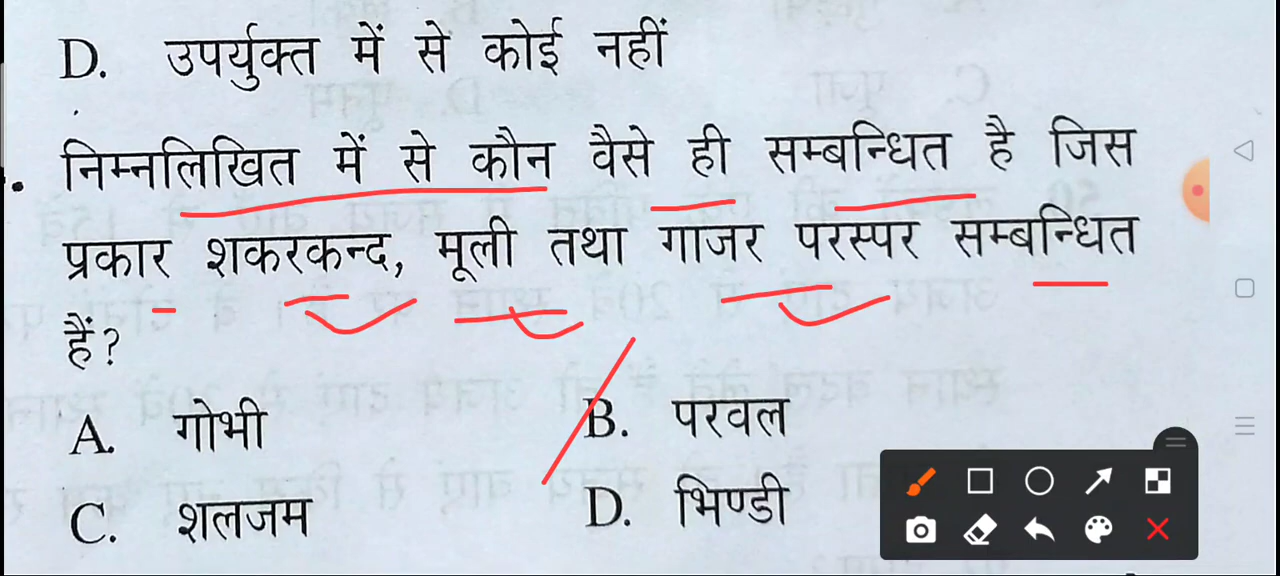 D. उपर्युक्त में से कोई नहीं
निम्नलिखित में से कौन वैसे ही सम्बन्धित है जिस
प्रकार शकरकन्द, मूली तथा गाजर परस्पर सम्बन्धित
हैं?
A. गोभी B. परवल
C. शलजम D. भिण्डी